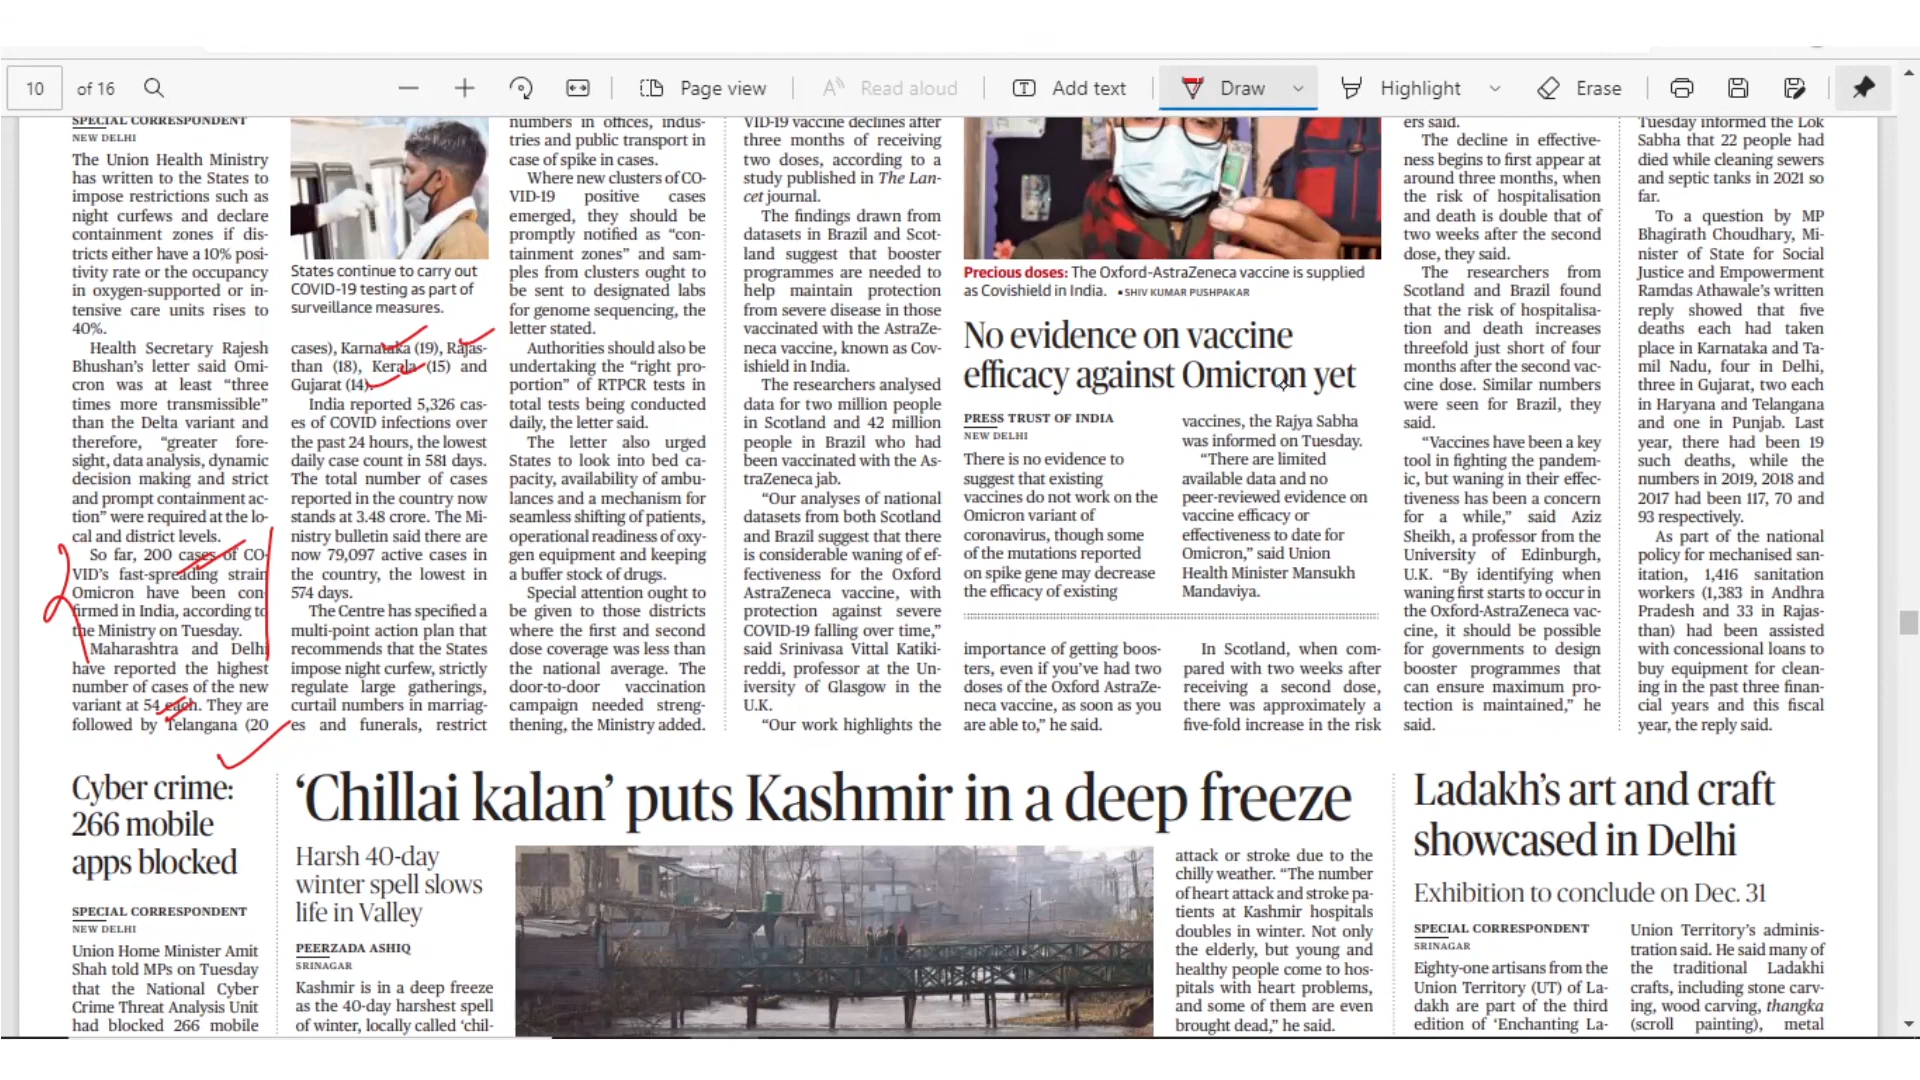 10 of 16 Page view Read aloud Add text Draw Highlight Erase
SPECIAL CORRESPONDENT
NEW DELHI
The Union Health Ministry
has written to the States to
impose restrictions such as
night curfews and declare
containment zones if dis-
tricts either have a 10% posi-
tivity rate or the occupancy
in oxygen-supported or in-
tensive care units rises to
40%.
Health Secretary Rajesh
Bhushan's letter said Omi-
cron was at least “three
times more transmissible”
than the Delta variant and
therefore, “greater fore-
sight, data analysis, dynamic
decision making and strict
and prompt containment ac-
tion” were required at the lo-
cal and district levels.
So far, 200 cases of CO-
VID's fast-spreading strain
Omicron have been con-
firmed in India, according to
the Ministry on Tuesday.
Maharashtra and Delhi
have reported the highest
number of cases of the new
variant at 54 each. They are
followed by Telangana (20
States continue to carry out
COVID-19 testing as part of
surveillance measures.
cases), Karnataka (19), Rajas-
than (18), Kerala (15) and
Gujarat (14).
India reported 5,326 cas-
es of COVID infections over
the past 24 hours, the lowest
daily case count in 581 days.
The total number of cases
reported in the country now
stands at 3.48 crore. The Mi-
nistry bulletin said there are
now 79,097 active cases in
the country, the lowest in
574 days.
The Centre has specified a
multi-point action plan that
recommends that the States
impose night curfew, strictly
regulate large gatherings,
curtail numbers in marriag-
es and funerals, restrict
numbers in offices, indus-
tries and public transport in
case of spike in cases.
Where new clusters of CO-
VID-19 positive cases
emerged, they should be
promptly notified as “con-
tainment zones” and sam-
ples from clusters ought to
be sent to designated labs
for genome sequencing, the
letter stated.
Authorities should also be
undertaking the “right pro-
portion” of RTPCR tests in
total tests being conducted
daily, the letter said.
The letter also urged
States to look into bed ca-
pacity, availability of ambu-
lances and a mechanism for
seamless shifting of patients,
operational readiness of oxy-
gen equipment and keeping
a buffer stock of drugs.
Special attention ought to
be given to those districts
where the first and second
dose coverage was less than
the national average. The
door-to-door vaccination
campaign needed streng-
thening, the Ministry added.
VID-19 vaccine declines after
three months of receiving
two doses, according to a
study published in The Lan-
cet journal.
The findings drawn from
datasets in Brazil and Scot-
land suggest that booster
programmes are needed to
help maintain protection
from severe disease in those
vaccinated with the AstraZe-
neca vaccine, known as Cov-
ishield in India.
The researchers analysed
data for two million people
in Scotland and 42 million
people in Brazil who had
been vaccinated with the As-
traZeneca jab.
“Our analyses of national
datasets from both Scotland
and Brazil suggest that there
is considerable waning of ef-
fectiveness for the Oxford
AstraZeneca vaccine, with
protection against severe
COVID-19 falling over time,”
said Srinivasa Vittal Katiki-
reddi, professor at the Un-
iversity of Glasgow in the
U.K.
“Our work highlights the
Precious doses: The Oxford-AstraZeneca vaccine is supplied
as Covishield in India. ▪ SHIV KUMAR PUSHPAKAR
No evidence on vaccine
efficacy against Omicron yet
PRESS TRUST OF INDIA
NEW DELHI
There is no evidence to
suggest that existing
vaccines do not work on the
Omicron variant of
coronavirus, though some
of the mutations reported
on spike gene may decrease
the efficacy of existing
vaccines, the Rajya Sabha
was informed on Tuesday.
“There are limited
available data and no
peer-reviewed evidence on
vaccine efficacy or
effectiveness to date for
Omicron,” said Union
Health Minister Mansukh
Mandaviya.
importance of getting boos-
ters, even if you've had two
doses of the Oxford AstraZe-
neca vaccine, as soon as you
are able to,” he said.
In Scotland, when com-
pared with two weeks after
receiving a second dose,
there was approximately a
five-fold increase in the risk
ers said.
The decline in effective-
ness begins to first appear at
around three months, when
the risk of hospitalisation
and death is double that of
two weeks after the second
dose, they said.
The researchers from
Scotland and Brazil found
that the risk of hospitalisa-
tion and death increases
threefold just short of four
months after the second vac-
cine dose. Similar numbers
were seen for Brazil, they
said.
“Vaccines have been a key
tool in fighting the pandem-
ic, but waning in their effec-
tiveness has been a concern
for a while,” said Aziz
Sheikh, a professor from the
University of Edinburgh,
U.K. “By identifying when
waning first starts to occur in
the Oxford-AstraZeneca vac-
cine, it should be possible
for governments to design
booster programmes that
can ensure maximum pro-
tection is maintained,” he
said.
Tuesday informed the Lok
Sabha that 22 people had
died while cleaning sewers
and septic tanks in 2021 so
far.
To a question by MP
Bhagirath Choudhary, Mi-
nister of State for Social
Justice and Empowerment
Ramdas Athawale's written
reply showed that five
deaths each had taken
place in Karnataka and Ta-
mil Nadu, four in Delhi,
three in Gujarat, two each
in Haryana and Telangana
and one in Punjab. Last
year, there had been 19
such deaths, while the
numbers in 2019, 2018 and
2017 had been 117, 70 and
93 respectively.
As part of the national
policy for mechanised san-
itation, 1,416 sanitation
workers (1,383 in Andhra
Pradesh and 33 in Rajas-
than) had been assisted
with concessional loans to
buy equipment for clean-
ing in the past three finan-
cial years and this fiscal
year, the reply said.
Cyber crime:
266 mobile
apps blocked
SPECIAL CORRESPONDENT
NEW DELHI
Union Home Minister Amit
Shah told MPs on Tuesday
that the National Cyber
Crime Threat Analysis Unit
had blocked 266 mobile
‘Chillai kalan’ puts Kashmir in a deep freeze
Harsh 40-day
winter spell slows
life in Valley
PEERZADA ASHIQ
SRINAGAR
Kashmir is in a deep freeze
as the 40-day harshest spell
of winter, locally called ‘chil-
attack or stroke due to the
chilly weather. “The number
of heart attack and stroke pa-
tients at Kashmir hospitals
doubles in winter. Not only
the elderly, but young and
healthy people come to hos-
pitals with heart problems,
and some of them are even
brought dead,” he said.
Ladakh's art and craft
showcased in Delhi
Exhibition to conclude on Dec. 31
SPECIAL CORRESPONDENT
SRINAGAR
Eighty-one artisans from the
Union Territory (UT) of La-
dakh are part of the third
edition of ‘Enchanting La-
Union Territory's adminis-
tration said. He said many of
the traditional Ladakhi
crafts, including stone carv-
ing, wood carving, thangka
(scroll painting), metal